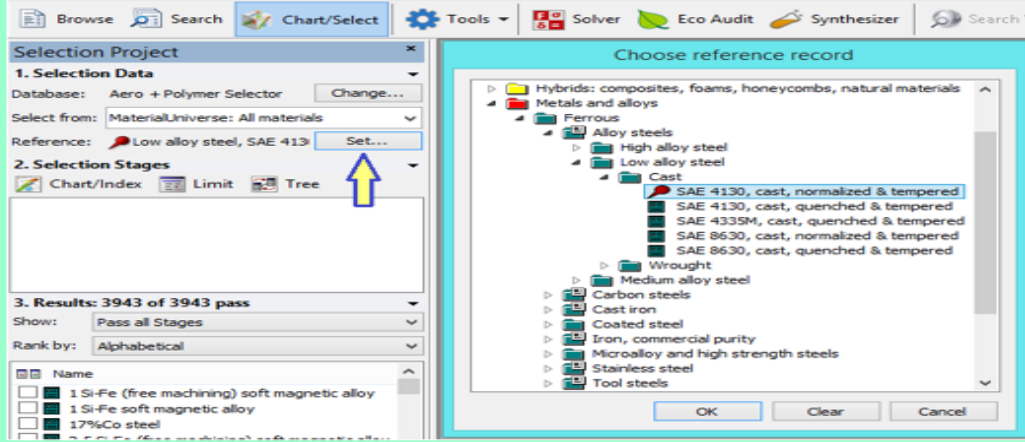 Browse Search Chart/Select Tools Solver Eco Audit Synthesizer Search
Selection Project
1. Selection Data
Database: Aero + Polymer Selector Change...
Select from: MaterialUniverse: All materials
Reference: Low alloy steel, SAE 413 Set...
2. Selection Stages
Chart/Index Limit Tree
3. Results: 3943 of 3943 pass
Show: Pass all Stages
Rank by: Alphabetical
Name
1 Si-Fe (free machining) soft magnetic alloy
1 Si-Fe soft magnetic alloy
17%Co steel
Choose reference record
Hybrids: composites, foams, honeycombs, natural materials
Metals and alloys
Ferrous
Alloy steels
High alloy steel
Low alloy steel
Cast
SAE 4130, cast, normalized & tempered
SAE 4130, cast, quenched & tempered
SAE 4335M, cast, quenched & tempered
SAE 8630, cast, normalized & tempered
SAE 8630, cast, quenched & tempered
Wrought
Medium alloy steel
Carbon steels
Cast iron
Coated steel
Iron, commercial purity
Microalloy and high strength steels
Stainless steel
Tool steels
OK Clear Cancel